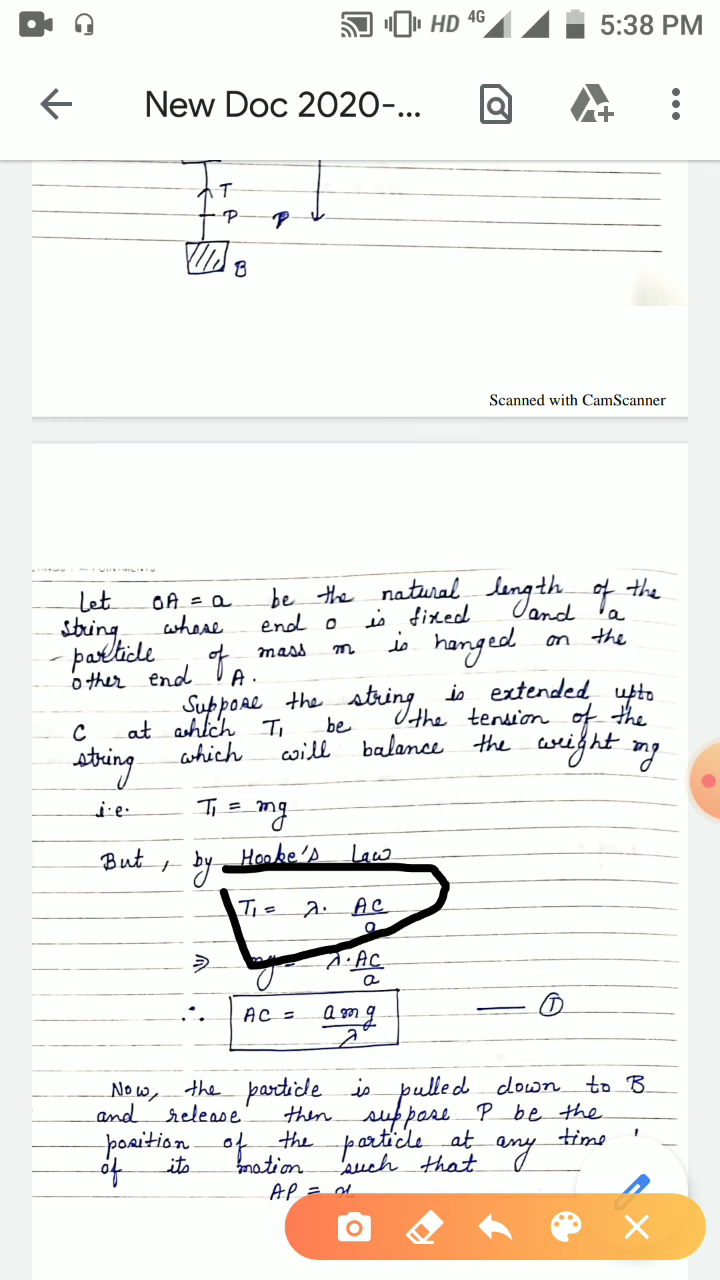 HD 4G 5:38 PM
New Doc 2020-...
T
P P
B
Scanned with CamScanner
Let OA = a be the natural length of the
string whose end o is fixed and a
particle of mass m is hanged on the
other end A.
Suppose the string is extended upto
C at which T₁ be the tension of the
string which will balance the weight mg
i.e. T₁ = mg
But, by Hooke's Law
T₁ = λ. AC/a
⇒ mg = λ. AC/a
∴ AC = amg/λ —— ①
Now, the particle is pulled down to B
and release then suppose P be the
position of the particle at any time
of its motion such that
AP = x